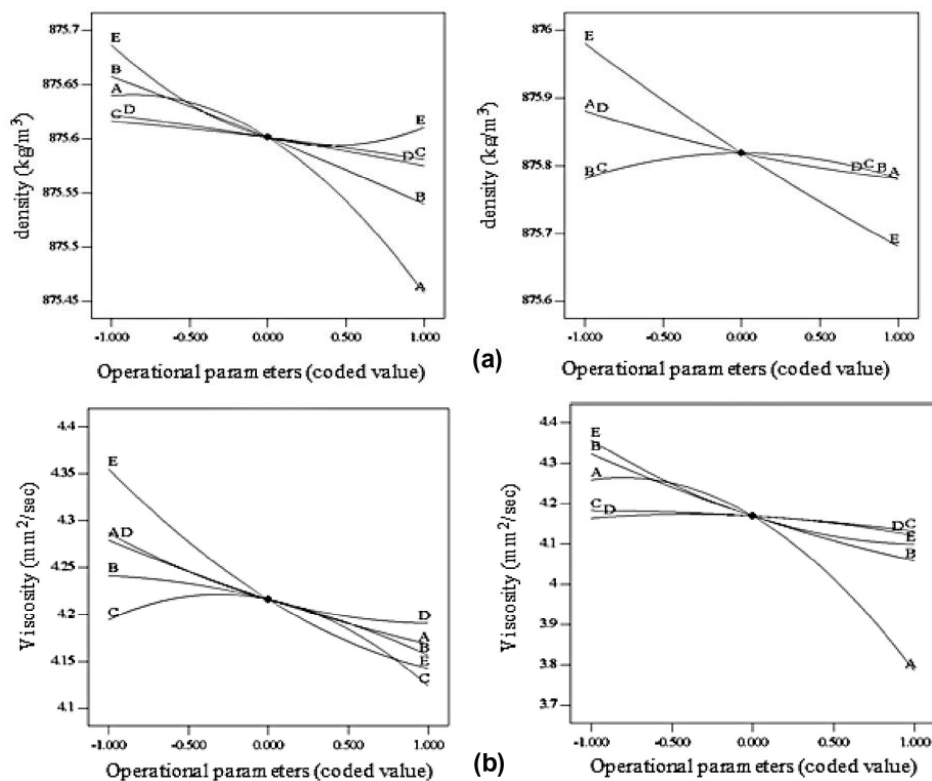 875.7
875.65
875.6
875.55
875.5
875.45
density (kg/m³)
E
B
A
D
C
E
D C
B
A
-1.000 -0.500 0.000 0.500 1.000
Operational parameters (coded value)
876
875.9
875.8
875.7
875.6
density (kg/m³)
E
A D
B C
D C B A
E
-1.000 -0.500 0.000 0.500 1.000
Operational parameters (coded value)
(a)
4.4
4.35
4.3
4.25
4.2
4.15
4.1
Viscosity (mm²/sec)
E
A D
B
C
D
A
B
E
C
-1.000 -0.500 0.000 0.500 1.000
Operational parameters (coded value)
4.4
4.3
4.2
4.1
4
3.9
3.8
3.7
Viscosity (mm²/sec)
E
B
A
C D
D C
E
B
A
-1.000 -0.500 0.000 0.500 1.000
Operational parameters (coded value)
(b)